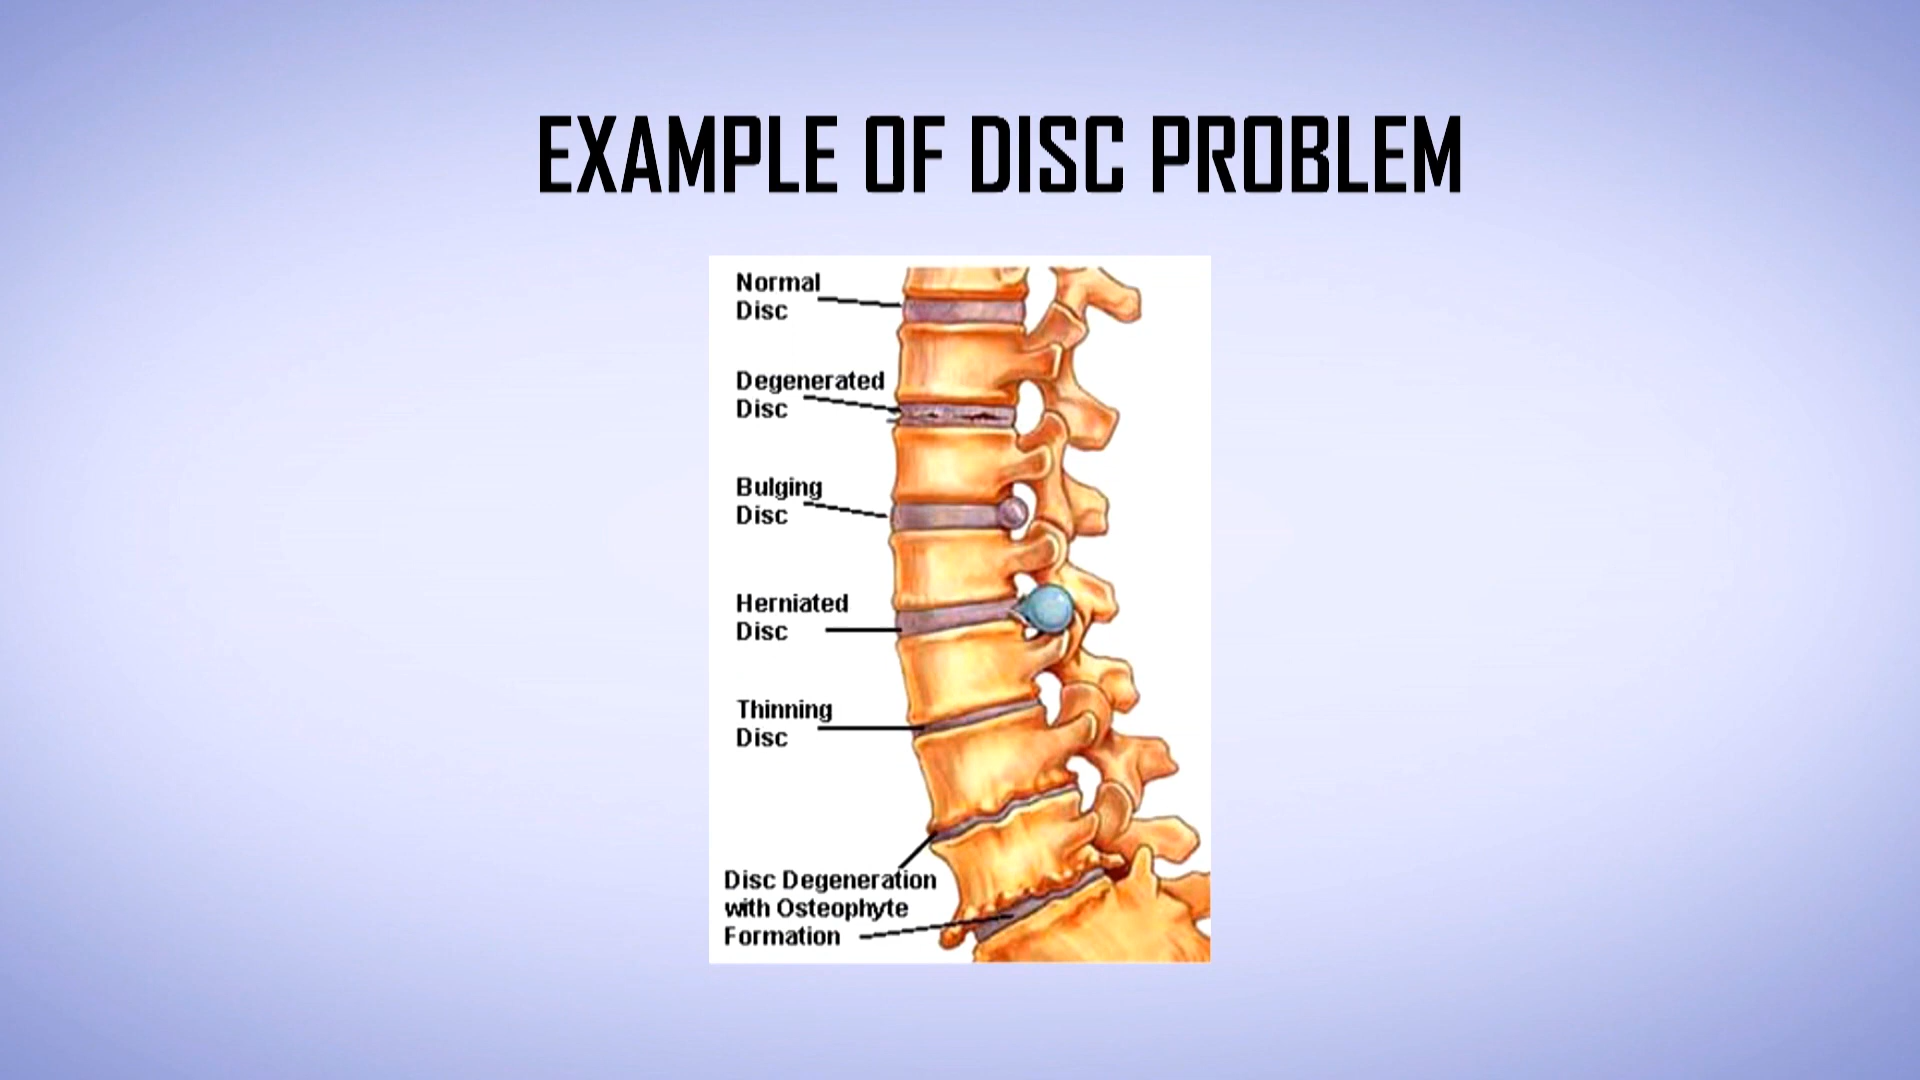 EXAMPLE OF DISC PROBLEM
Normal
Disc
Degenerated
Disc
Bulging
Disc
Herniated
Disc
Thinning
Disc
Disc Degeneration
with Osteophyte
Formation